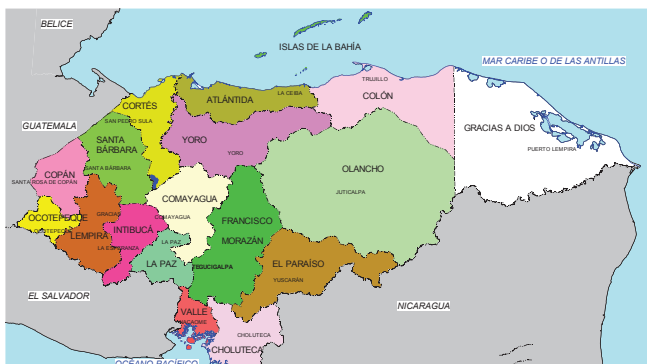 BELICE
ISLAS DE LA BAHÍA
MAR CARIBE O DE LAS ANTILLAS
TRUJILLO
LA CEIBA
COLÓN
ATLÁNTIDA
CORTÉS
SAN PEDRO SULA
GUATEMALA
GRACIAS A DIOS
PUERTO LEMPIRA
SANTA
BÁRBARA
YORO
YORO
SANTA BÁRBARA
OLANCHO
COPÁN
SANTA ROSA DE COPÁN
JUTICALPA
COMAYAGUA
COMAYAGUA
OCOTEPEQUE
GRACIAS
FRANCISCO
MORAZÁN
INTIBUCÁ
LEMPIRA
LA ESPERANZA
LA PAZ
LA PAZ
TEGUCIGALPA
EL PARAÍSO
YUSCARÁN
EL SALVADOR
NICARAGUA
VALLE
CHOLUTECA
CHOLUTECA
OCÉANO PACÍFICO